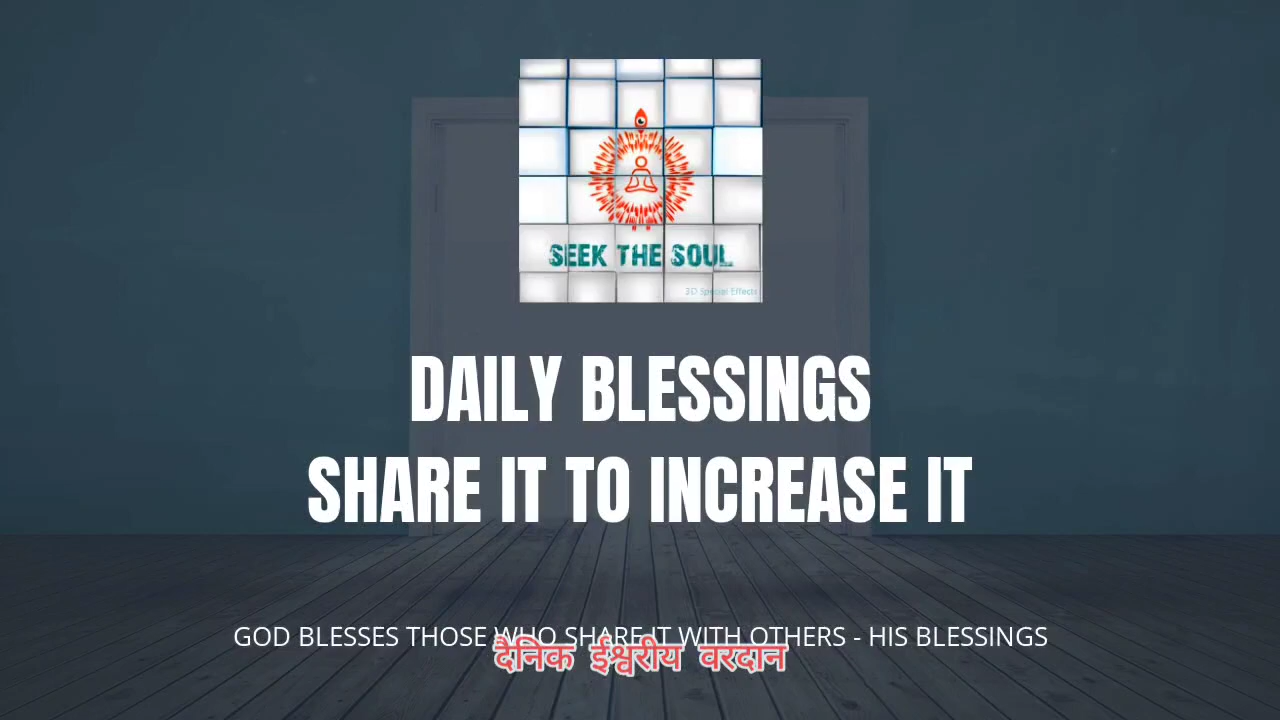 SEEK THE SOUL
3D Special Effects
DAILY BLESSINGS
SHARE IT TO INCREASE IT
GOD BLESSES THOSE WHO SHARE IT WITH OTHERS - HIS BLESSINGS
दैनिक ईश्वरीय वरदान